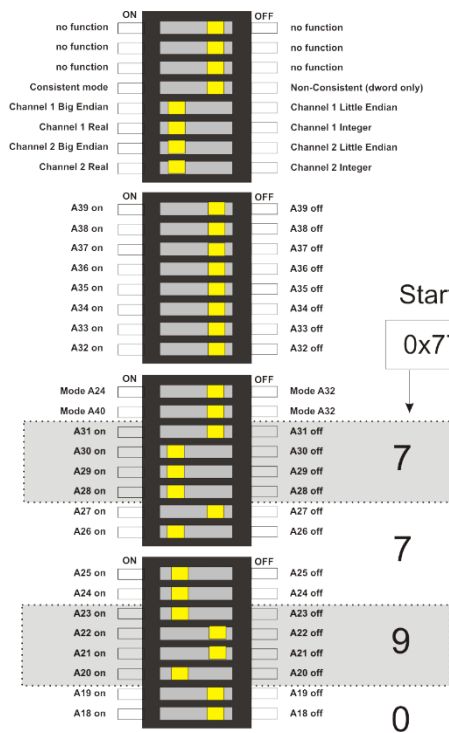 ON OFF
no function no function
no function no function
no function no function
Consistent mode Non-Consistent (dword only)
Channel 1 Big Endian Channel 1 Little Endian
Channel 1 Real Channel 1 Integer
Channel 2 Big Endian Channel 2 Little Endian
Channel 2 Real Channel 2 Integer
ON OFF
A39 on A39 off
A38 on A38 off
A37 on A37 off
A36 on A36 off
A35 on A35 off
A34 on A34 off
A33 on A33 off
A32 on A32 off
Start
0x77
ON OFF
Mode A24 Mode A32
Mode A40 Mode A32
A31 on A31 off
A30 on A30 off
A29 on A29 off
A28 on A28 off
7
A27 on A27 off
A26 on A26 off
7
ON OFF
A25 on A25 off
A24 on A24 off
A23 on A23 off
A22 on A22 off
A21 on A21 off
A20 on A20 off
9
A19 on A19 off
A18 on A18 off
0